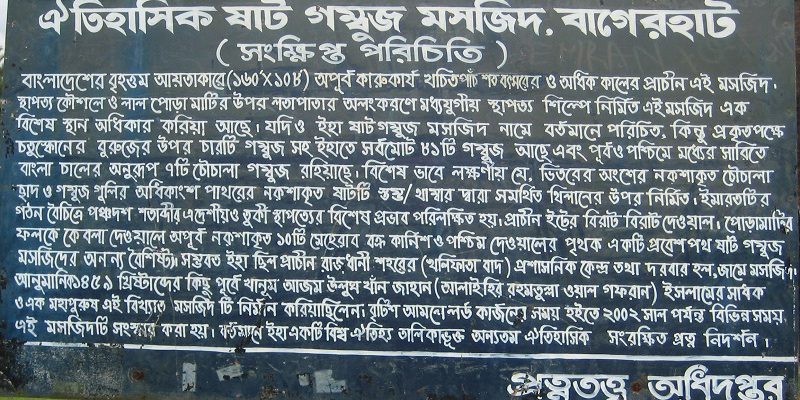 ঐতিহাসিক ষাট গম্বুজ মসজিদ. বাগেরহাট
( সংক্ষিপ্ত পরিচিতি )
বাংলাদেশের বৃহত্তম আয়তাকারে (১৬০'X১০৮') অপূর্ব কারুকার্য খচিত পাঁচ শত বৎসরের ও অধিক কালের প্রাচীন এই মসজিদ।
স্থাপত্য কৌশলে ও লাল পোড়া মাটির উপর লতাপাতার অলংকরণে মধ্যযুগীয় স্থাপত্য শিল্পে নির্মিত এই মসজিদ এক
বিশেষ স্থান অধিকার করিয়া আছে। যদিও ইহা ষাট গম্বুজ মসজিদ নামে বর্তমানে পরিচিত. কিন্তু প্রকৃতপক্ষে
চতুষ্কোনের বুরুজের উপর চারটি গম্বুজ সহ ইহাতে সর্বমোট ৮১টি গম্বুজ আছে এবং পূর্ব ও পশ্চিমে মধ্যের সারিতে
বাংলা চালের অনুরূপ ৭টি চৌচালা গম্বুজ রহিয়াছে। বিশেষ ভাবে লক্ষণীয় যে, ভিতরের অংশের নকশাকৃত চৌচালা
ছাদ ও গম্বুজ গুলির অধিকাংশ পাথরের নকশাকৃত ষাটটি স্তম্ভ/খাম্বার দ্বারা সমর্থিত খিলানের উপর নির্মিত। ইমারতটির
গঠন বৈচিত্রে পঞ্চদশ শতাব্দীর এদেশীয় ও তুর্কী স্থাপত্যের বিশেষ প্রভাব পরিলক্ষিত হয়। প্রাচীন ইটের বিরাট বিরাট দেওয়াল। পোড়ামাটির
ফলকে কেবলা দেওয়ালে অপূর্ব নকশাকৃত ১০টি মেহেরাব বক্র কার্নিশ ও পশ্চিম দেওয়ালের পৃথক একটি প্রবেশ পথ ষাট গম্বুজ
মসজিদের অনন্য বৈশিষ্ট্য। সম্ভবত ইহা ছিল প্রাচীন রাজধানী শহরের (খলিফাতা বাদ) প্রশাসনিক কেন্দ্র তথা দরবার হল, জামে মসজিদ।
আনুমানিক ১৪৫৯ খ্রিষ্টাব্দের কিছু পূর্বে খানুম আজম উলুঘ খাঁন জাহান (আলাইহির রহমতুল্লা ওয়াল গফরান) ইসলামের সাধক
ও এক মহাপুরুষ এই বিখ্যাত মসজিদ টি নির্মান করিয়াছিলেন। বৃটিশ আমলে লর্ড কার্জনের সময় হইতে ২০০২ সাল পর্যন্ত বিভিন্ন সময়,
এই মসজিদটি সংস্কার করা হয়। বর্তমানে ইহা একটি বিশ্ব ঐতিহ্য তালিকাভুক্ত অন্যতম ঐতিহাসিক সংরক্ষিত প্রত্ন নিদর্শন।
প্রত্নতত্ত্ব অধিদপ্তর